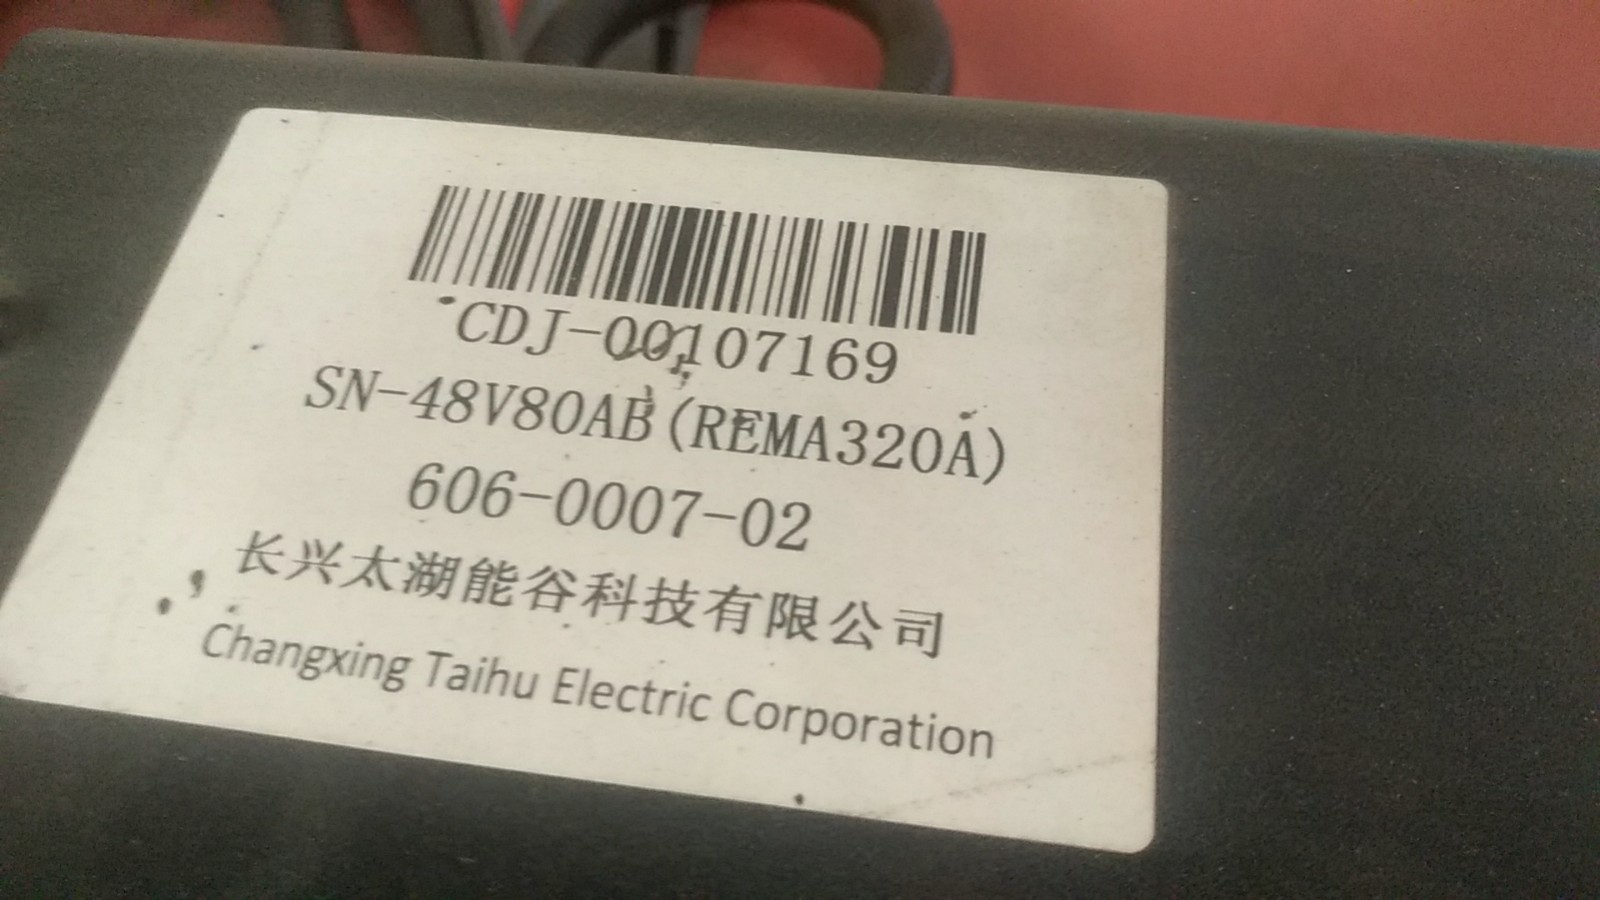 CDJ-00107169
SN-48V80AB(REMA320A)
606-0007-02
长兴太湖能谷科技有限公司
Changxing Taihu Electric Corporation